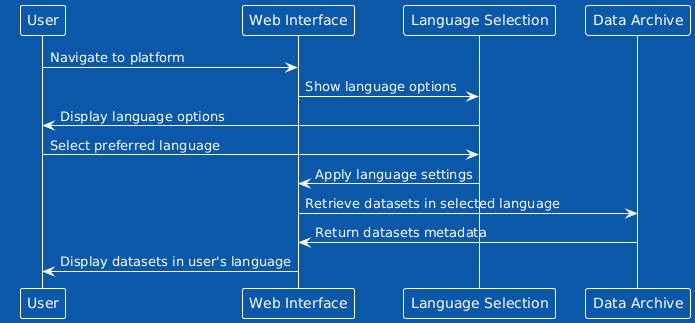 User Web Interface Language Selection Data Archive
Navigate to platform
Show language options
Display language options
Select preferred language
Apply language settings
Retrieve datasets in selected language
Return datasets metadata
Display datasets in user's language
User Web Interface Language Selection Data Archive